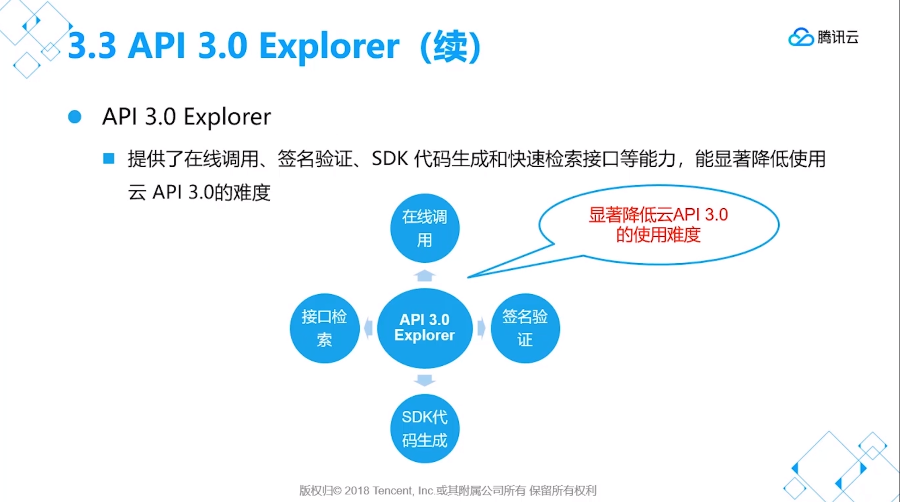 3.3 API 3.0 Explorer（续）
腾讯云
API 3.0 Explorer
提供了在线调用、签名验证、SDK 代码生成和快速检索接口等能力，能显著降低使用
云 API 3.0的难度
显著降低云API 3.0
的使用难度
在线调
用
接口检
索
API 3.0
Explorer
签名验
证
SDK代
码生成
版权归© 2018 Tencent, Inc.或其附属公司所有 保留所有权利